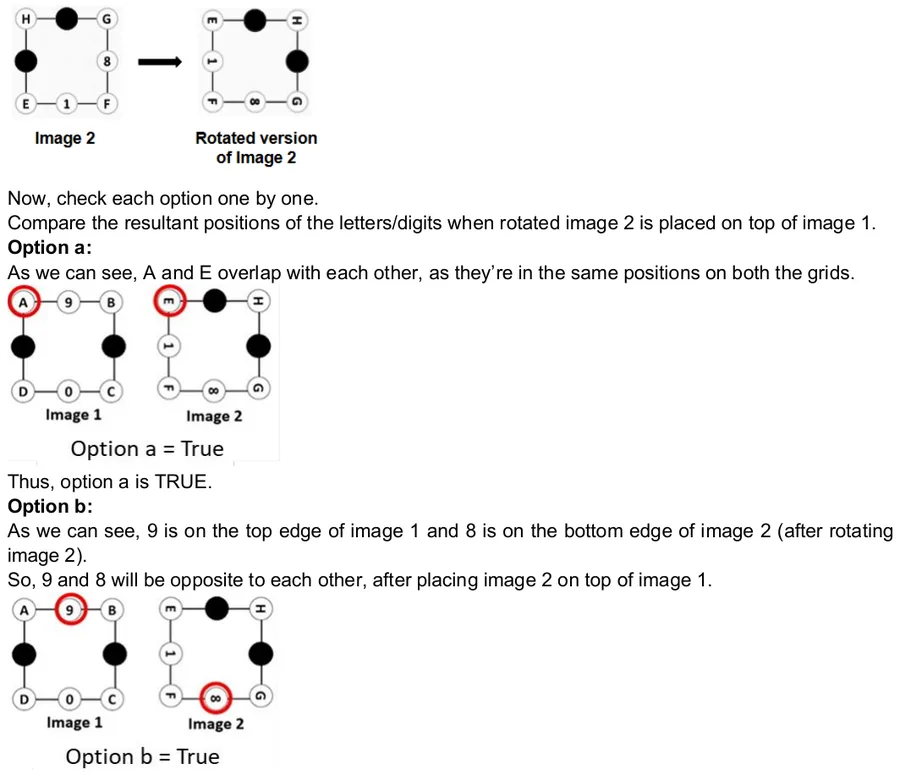 H G E H
8 1
E 1 F F 8 G
Image 2 Rotated version
of Image 2
Now, check each option one by one.
Compare the resultant positions of the letters/digits when rotated image 2 is placed on top of image 1.
Option a:
As we can see, A and E overlap with each other, as they’re in the same positions on both the grids.
A 9 B E H
1
D 0 C F 8 G
Image 1 Image 2
Option a = True
Thus, option a is TRUE.
Option b:
As we can see, 9 is on the top edge of image 1 and 8 is on the bottom edge of image 2 (after rotating
image 2).
So, 9 and 8 will be opposite to each other, after placing image 2 on top of image 1.
A 9 B E H
1
D 0 C F 8 G
Image 1 Image 2
Option b = True